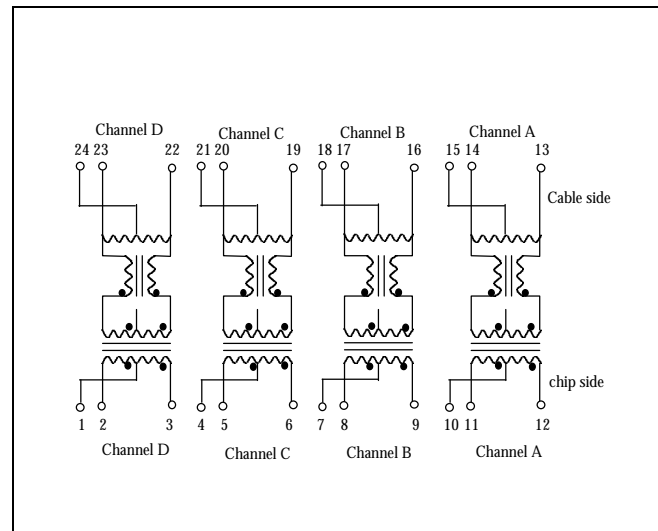 Channel D Channel C Channel B Channel A
24 23 22 21 20 19 18 17 16 15 14 13
Cable side
chip side
1 2 3 4 5 6 7 8 9 10 11 12
Channel D Channel C Channel B Channel A